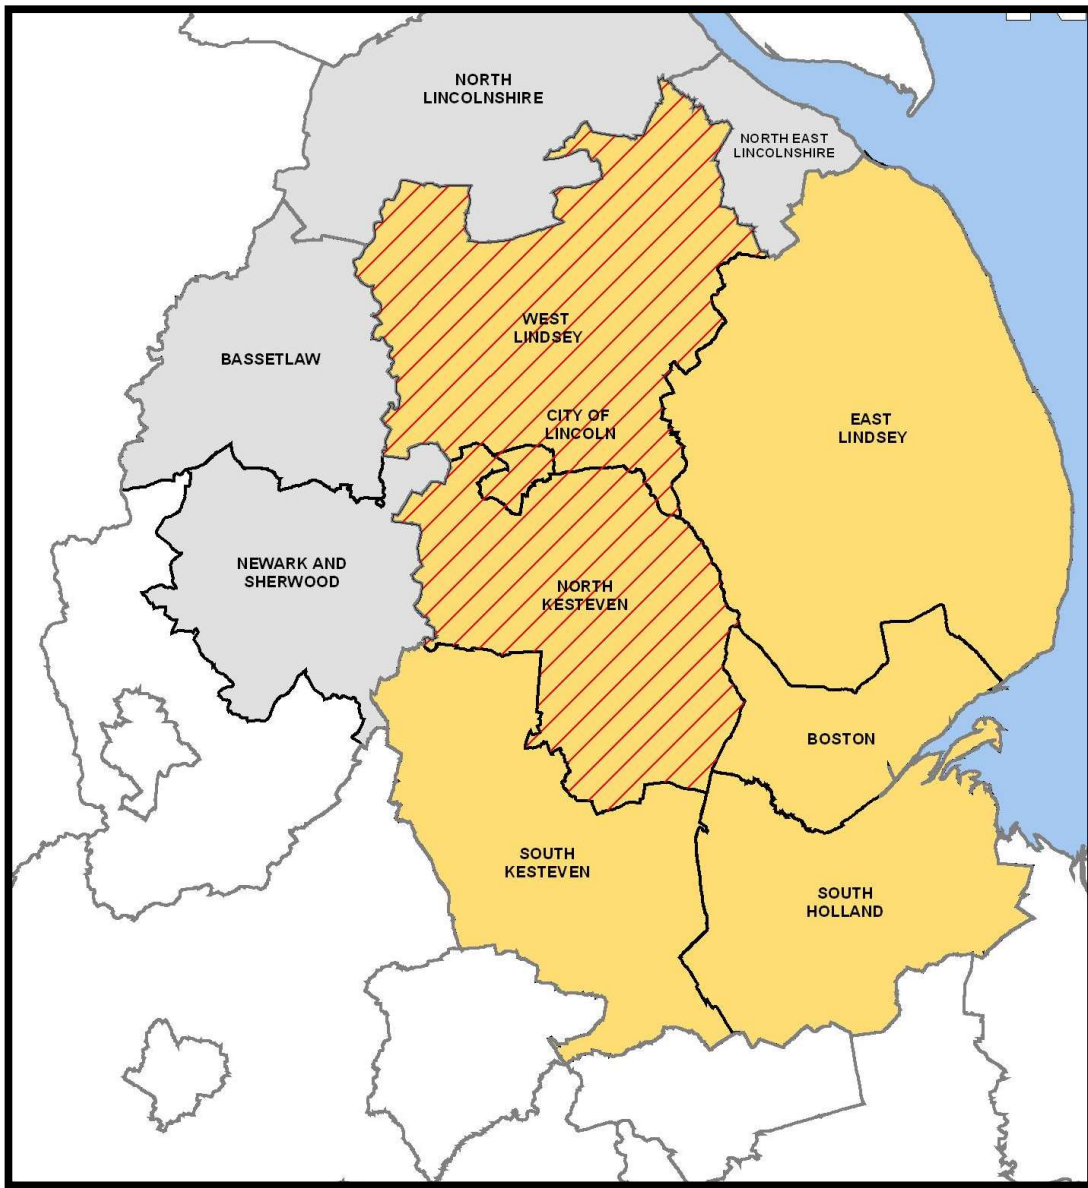 NORTH
LINCOLNSHIRE
NORTH EAST
LINCOLNSHIRE
WEST
LINDSEY
BASSETLAW
CITY OF
LINCOLN
EAST
LINDSEY
NEWARK AND
SHERWOOD
NORTH
KESTEVEN
BOSTON
SOUTH
KESTEVEN
SOUTH
HOLLAND